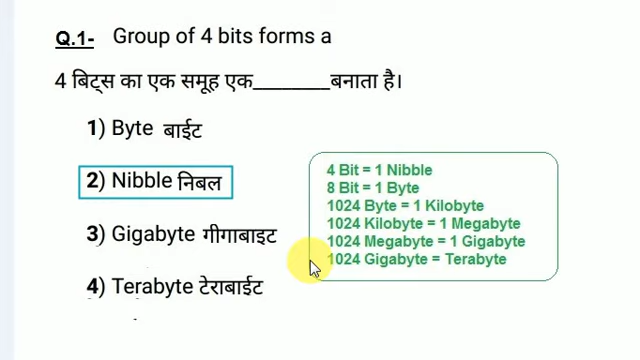 Q.1- Group of 4 bits forms a
4 बिट्स का एक समूह एक________बनाता है।
1) Byte बाईट
2) Nibble निबल
3) Gigabyte गीगाबाइट
4) Terabyte टेराबाईट
4 Bit = 1 Nibble
8 Bit = 1 Byte
1024 Byte = 1 Kilobyte
1024 Kilobyte = 1 Megabyte
1024 Megabyte = 1 Gigabyte
1024 Gigabyte = Terabyte